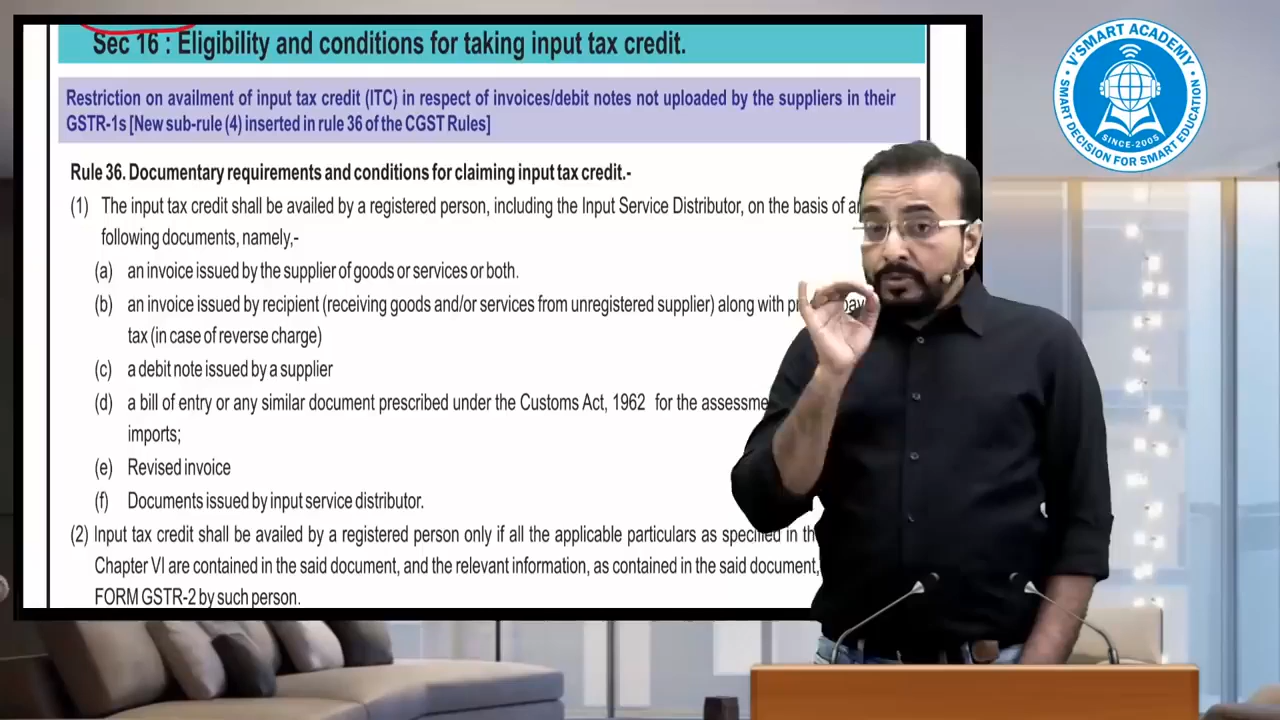 Sec 16 : Eligibility and conditions for taking input tax credit.
Restriction on availment of input tax credit (ITC) in respect of invoices/debit notes not uploaded by the suppliers in their
GSTR-1s [New sub-rule (4) inserted in rule 36 of the CGST Rules]
Rule 36. Documentary requirements and conditions for claiming input tax credit.-
(1) The input tax credit shall be availed by a registered person, including the Input Service Distributor, on the basis of
following documents, namely,-
(a) an invoice issued by the supplier of goods or services or both.
(b) an invoice issued by recipient (receiving goods and/or services from unregistered supplier) along with
tax (in case of reverse charge)
(c) a debit note issued by a supplier
(d) a bill of entry or any similar document prescribed under the Customs Act, 1962 for the
imports;
(e) Revised invoice
(f) Documents issued by input service distributor.
(2) Input tax credit shall be availed by a registered person only if all the applicable particulars as specified in
Chapter VI are contained in the said document, and the relevant information, as contained in the said document,
FORM GSTR-2 by such person.
V'SMART ACADEMY
SINCE-2005
SMART DECISION FOR SMART EDUCATION